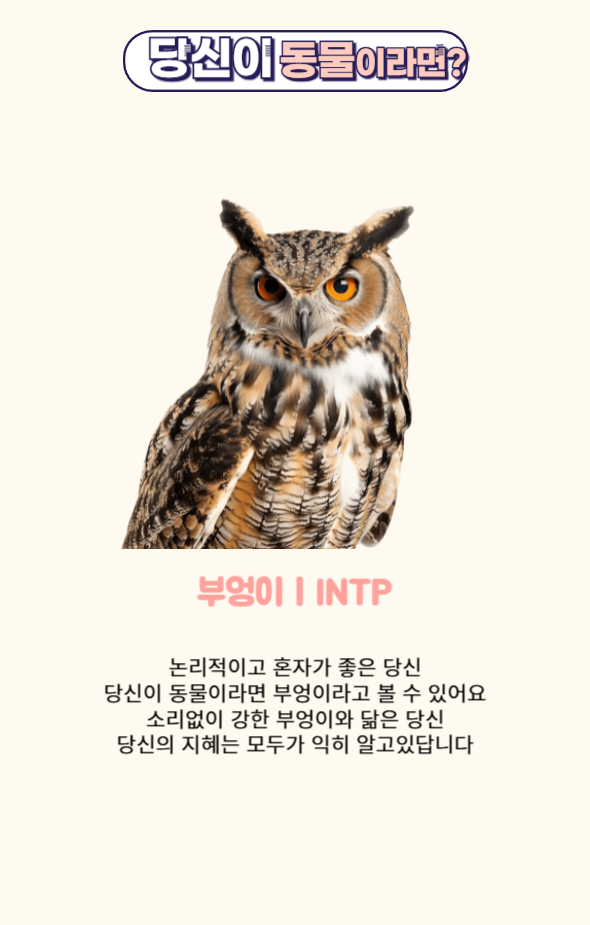 당신이 동물이라면?
부엉이 | INTP
논리적이고 혼자가 좋은 당신
당신이 동물이라면 부엉이라고 볼 수 있어요
소리없이 강한 부엉이와 닮은 당신
당신의 지혜는 모두가 익히 알고있답니다